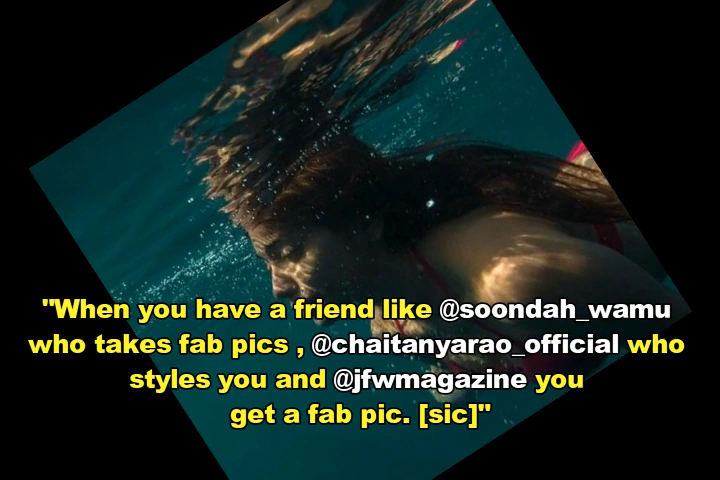 "When you have a friend like @soondah_wamu
who takes fab pics , @chaitanyarao_official who
styles you and @jfwmagazine you
get a fab pic. [sic]"